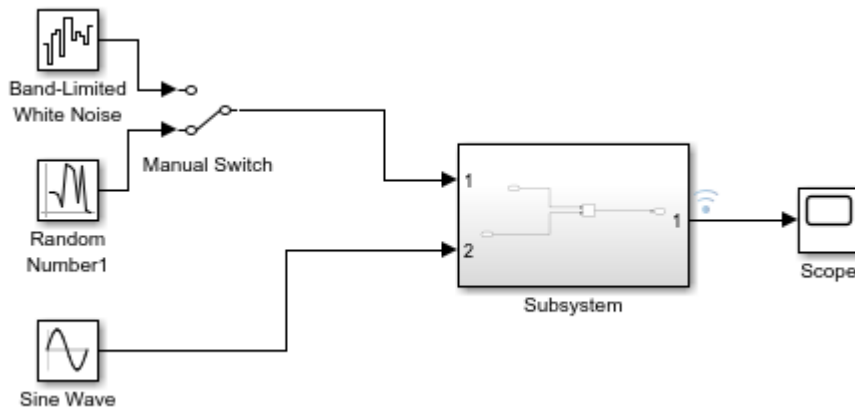 Band-Limited
White Noise
Manual Switch
Random
Number1
1
2
1
Subsystem
Scope
Sine Wave